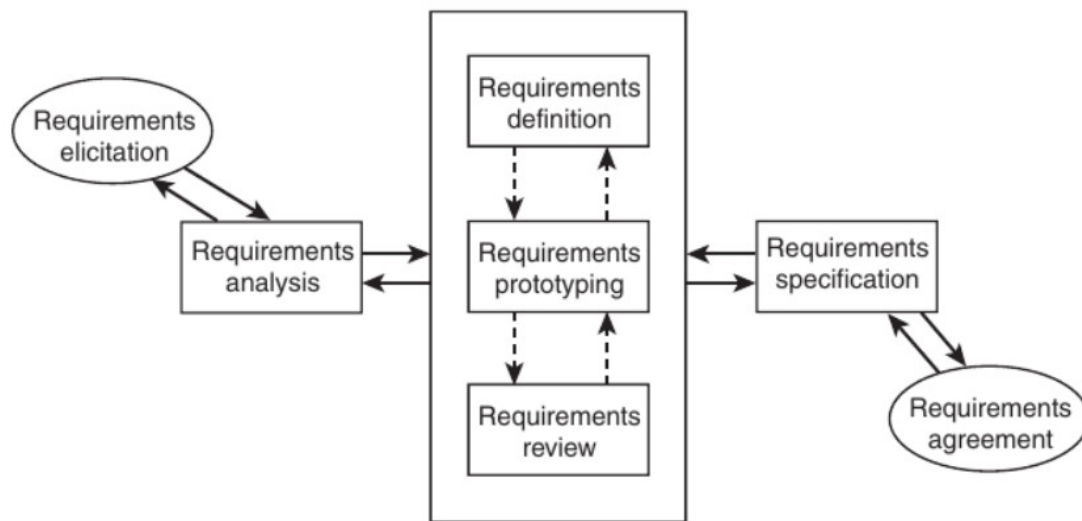 Requirements
elicitation
Requirements
analysis
Requirements
definition
Requirements
prototyping
Requirements
review
Requirements
specification
Requirements
agreement